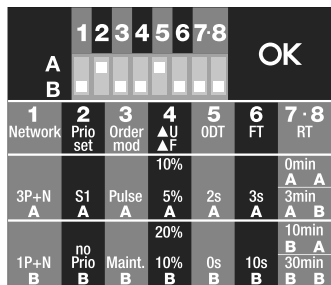 1 2 3 4 5 6 7·8
OK
A
B
1 2 3 4 5 6 7·8
Network Prio set Order mod ▲U ▲F ODT FT RT
10% 0min
A A
3P+N S1 Pulse 5% 2s 3s 3min
A A A A A A A B
20% 10min
B A
1P+N no Prio Maint. 10% 0s 10s 30min
B B B B B B B B